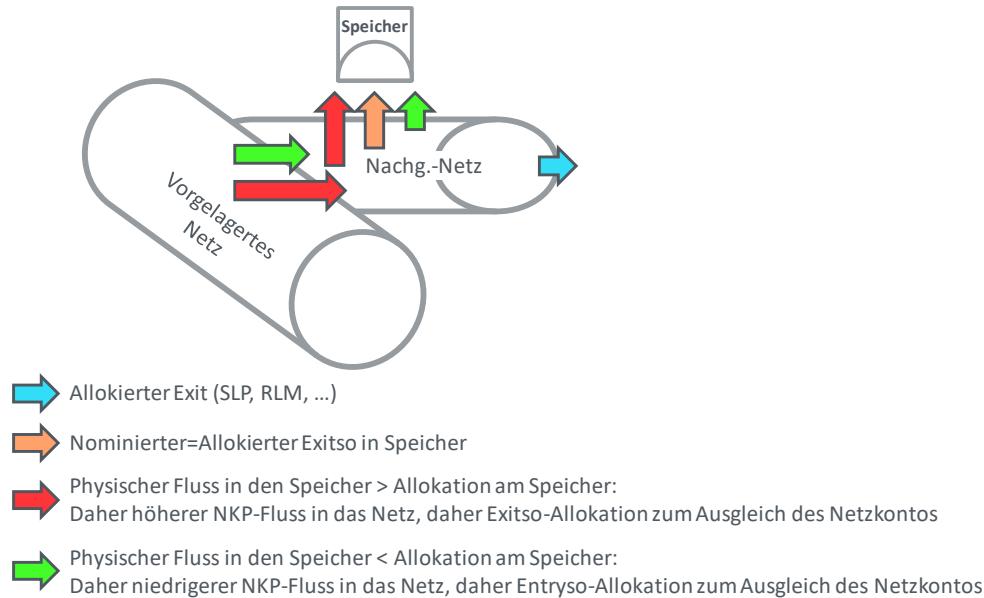 Speicher
Nachg.-Netz
Vorgelagertes
Netz
Allokierter Exit (SLP, RLM, …)
Nominierter=Allokierter Exitso in Speicher
Physischer Fluss in den Speicher > Allokation am Speicher:
Daher höherer NKP-Fluss in das Netz, daher Exitso-Allokation zum Ausgleich des Netzkontos
Physischer Fluss in den Speicher < Allokation am Speicher:
Daher niedrigerer NKP-Fluss in das Netz, daher Entryso-Allokation zum Ausgleich des Netzkontos